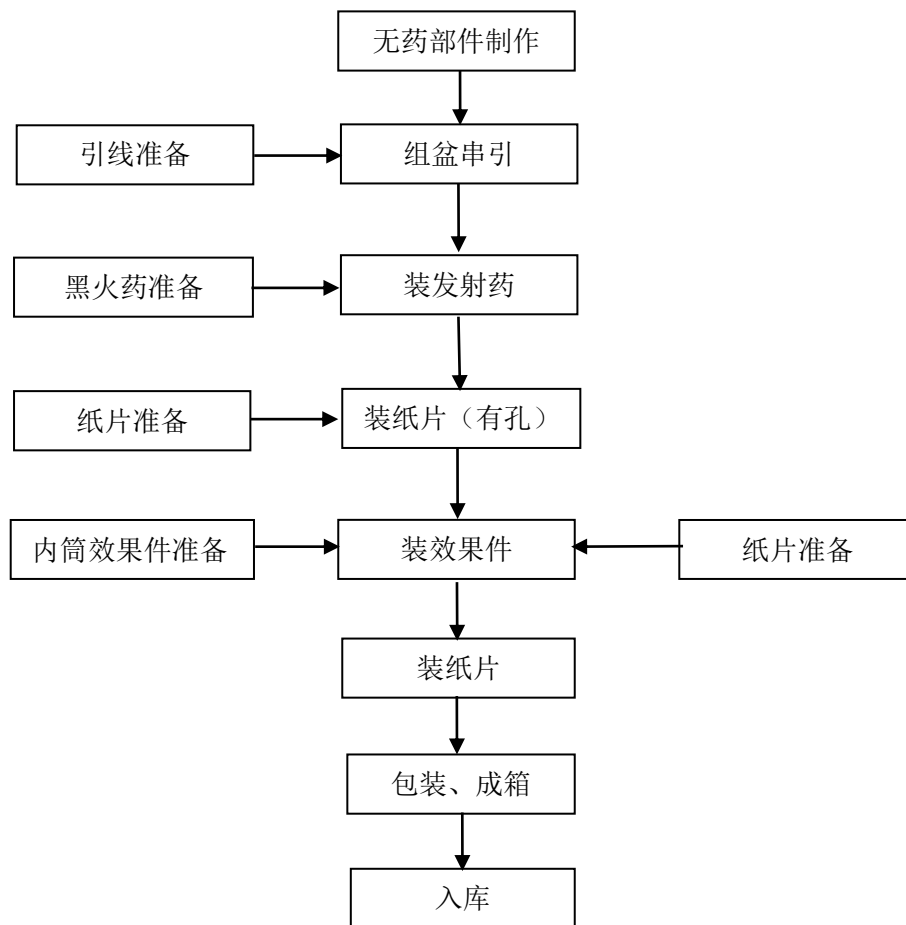 无药部件制作
引线准备
组盆串引
黑火药准备
装发射药
纸片准备
装纸片（有孔）
内筒效果件准备
装效果件
纸片准备
装纸片
包装、成箱
入库